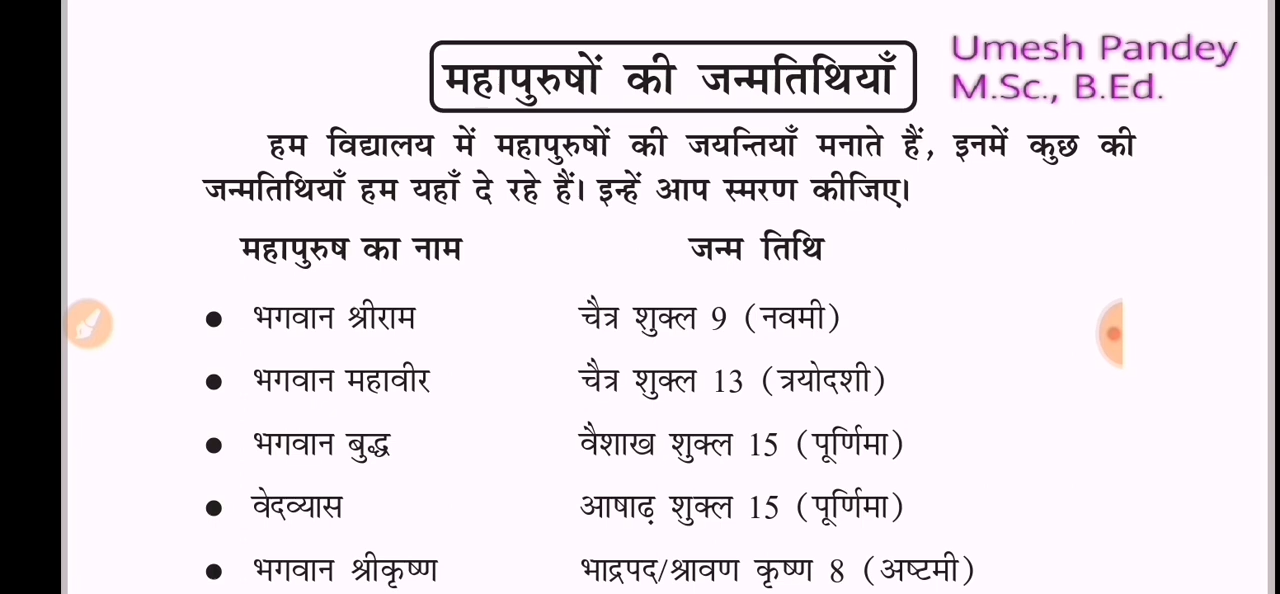 महापुरुषों की जन्मतिथियाँ
Umesh Pandey
M.Sc., B.Ed.
हम विद्यालय में महापुरुषों की जयन्तियाँ मनाते हैं, इनमें कुछ की
जन्मतिथियाँ हम यहाँ दे रहे हैं। इन्हें आप स्मरण कीजिए।
महापुरुष का नाम जन्म तिथि
● भगवान श्रीराम चैत्र शुक्ल 9 (नवमी)
● भगवान महावीर चैत्र शुक्ल 13 (त्रयोदशी)
● भगवान बुद्ध वैशाख शुक्ल 15 (पूर्णिमा)
● वेदव्यास आषाढ़ शुक्ल 15 (पूर्णिमा)
● भगवान श्रीकृष्ण भाद्रपद/श्रावण कृष्ण 8 (अष्टमी)